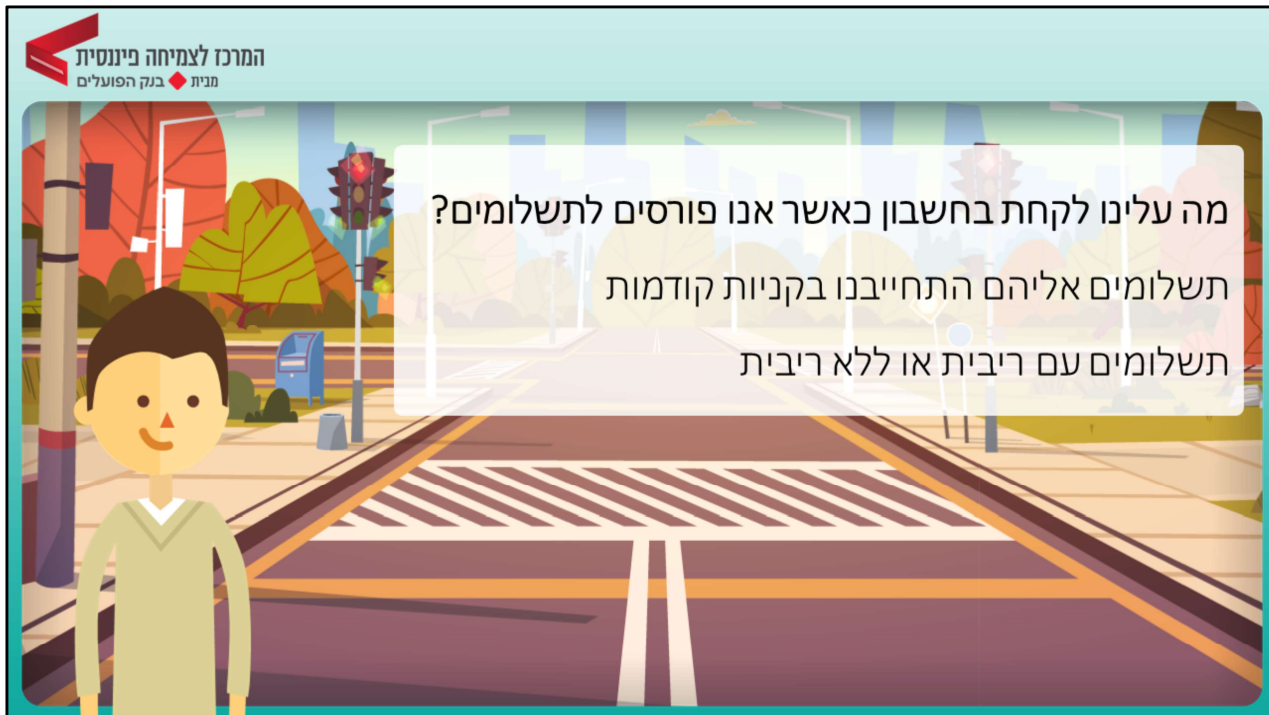 המרכז לצמיחה פיננסית
מבית בנק הפועלים
מה עלינו לקחת בחשבון כאשר אנו פורסים לתשלומים?
תשלומים אליהם התחייבנו בקניות קודמות
תשלומים עם ריבית או ללא ריבית